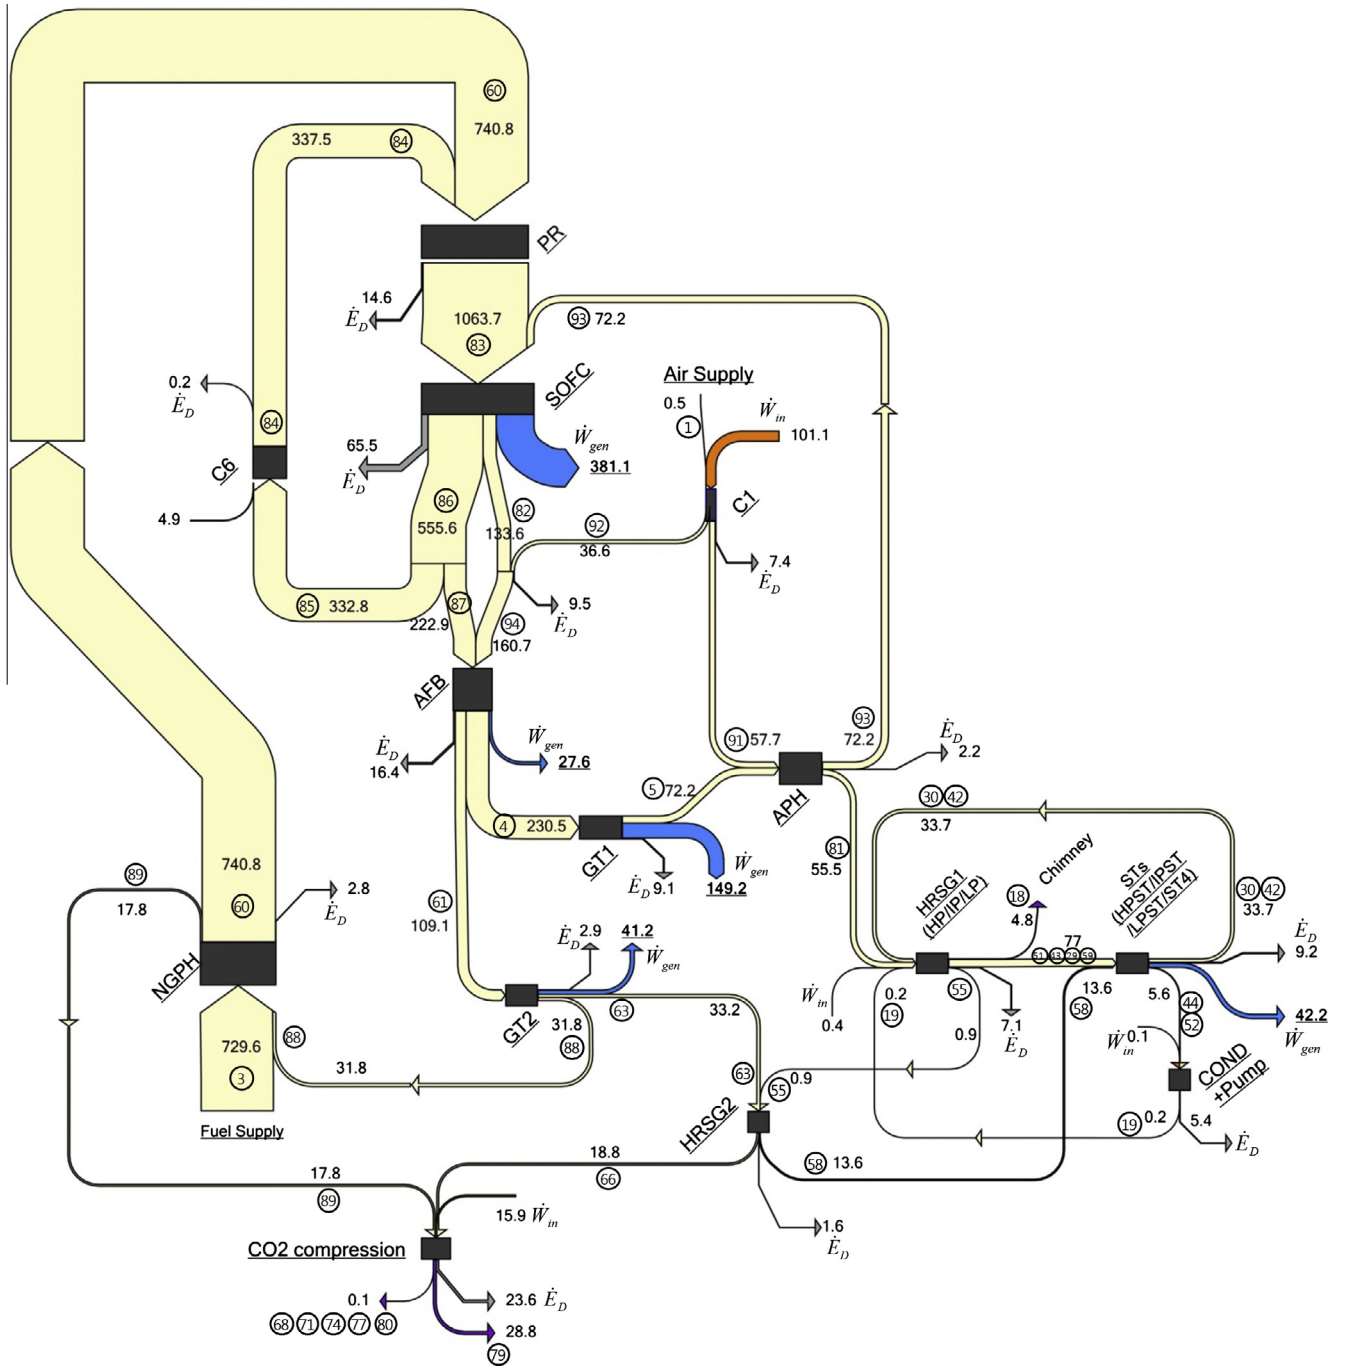 60
740.8
337.5 84
PR
14.6
Ė_D
1063.7
83
93 72.2
0.2
Ė_D
84
C6
4.9
SOFC
65.5
Ė_D
Ẇ_gen
381.1
Air Supply
0.5
1
Ẇ_in
101.1
C1
7.4
Ė_D
86
555.6
82
133.6
92
36.6
85 332.8
87
222.9
94
160.7
9.5
Ė_D
AFB
Ė_D
16.4
Ẇ_gen
27.6
91 57.7
93
72.2
Ė_D
2.2
APH
5 72.2
4 230.5
GT1
Ė_D 9.1
Ẇ_gen
149.2
81
55.5
30 42
33.7
30 42
33.7
HRSG1
(HP/IP/LP)
Chimney
18
4.8
STs
(HPST/IPST
/LPST/ST4)
77
51 43 29 59
Ė_D
9.2
740.8
60
2.8
Ė_D
89
17.8
61
109.1
NGPH
Ė_D 2.9
41.2
Ẇ_gen
GT2
63
33.2
31.8
88
Ẇ_in
0.4
0.2
19
55
0.9
7.1
Ė_D
13.6
58
5.6
44
52
42.2
Ẇ_gen
Ẇ_in 0.1
COND
+Pump
88
31.8
729.6
3
Fuel Supply
63
55 0.9
HRSG2
19 0.2
5.4
Ė_D
18.8
66
58 13.6
17.8
89
15.9 Ẇ_in
1.6
Ė_D
CO2 compression
0.1
68 71 74 77 80
23.6 Ė_D
28.8
79